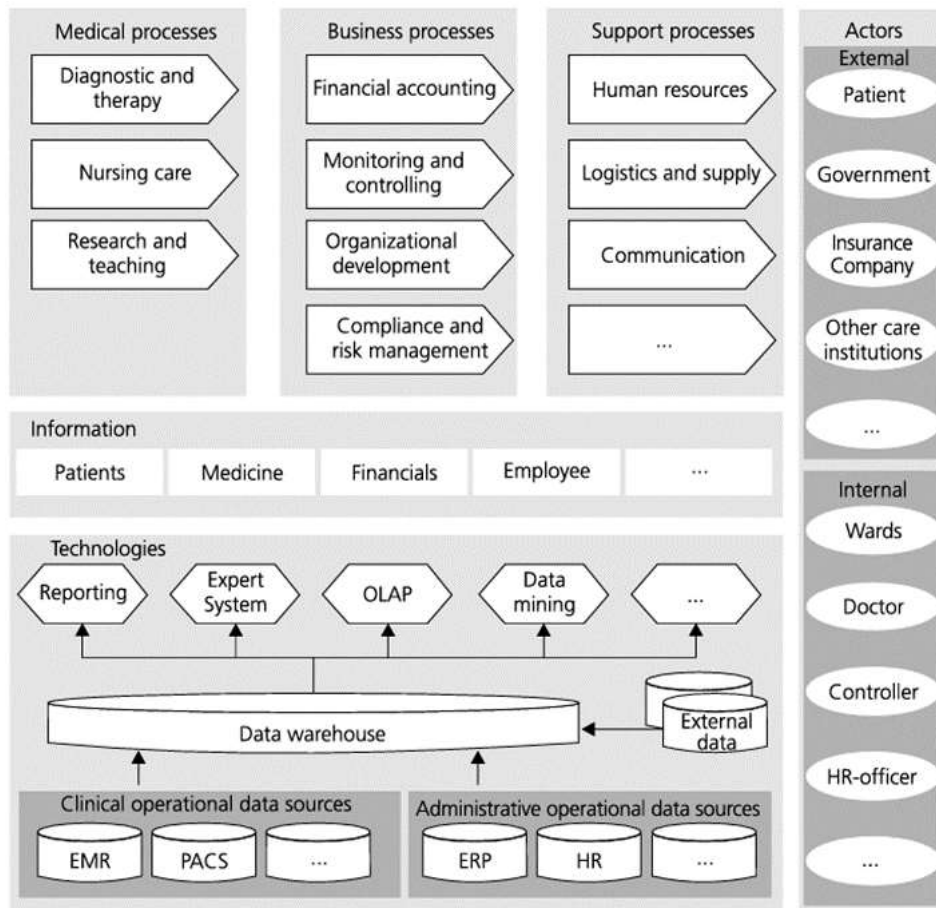 Medical processes
Diagnostic and
therapy
Nursing care
Research and
teaching
Business processes
Financial accounting
Monitoring and
controlling
Organizational
development
Compliance and
risk management
Support processes
Human resources
Logistics and supply
Communication
...
Actors
External
Patient
Government
Insurance
Company
Other care
institutions
...
Internal
Wards
Doctor
Controller
HR-officer
...
Information
Patients
Medicine
Financials
Employee
...
Technologies
Reporting
Expert
System
OLAP
Data
mining
...
Data warehouse
External
data
Clinical operational data sources
EMR
PACS
...
Administrative operational data sources
ERP
HR
...